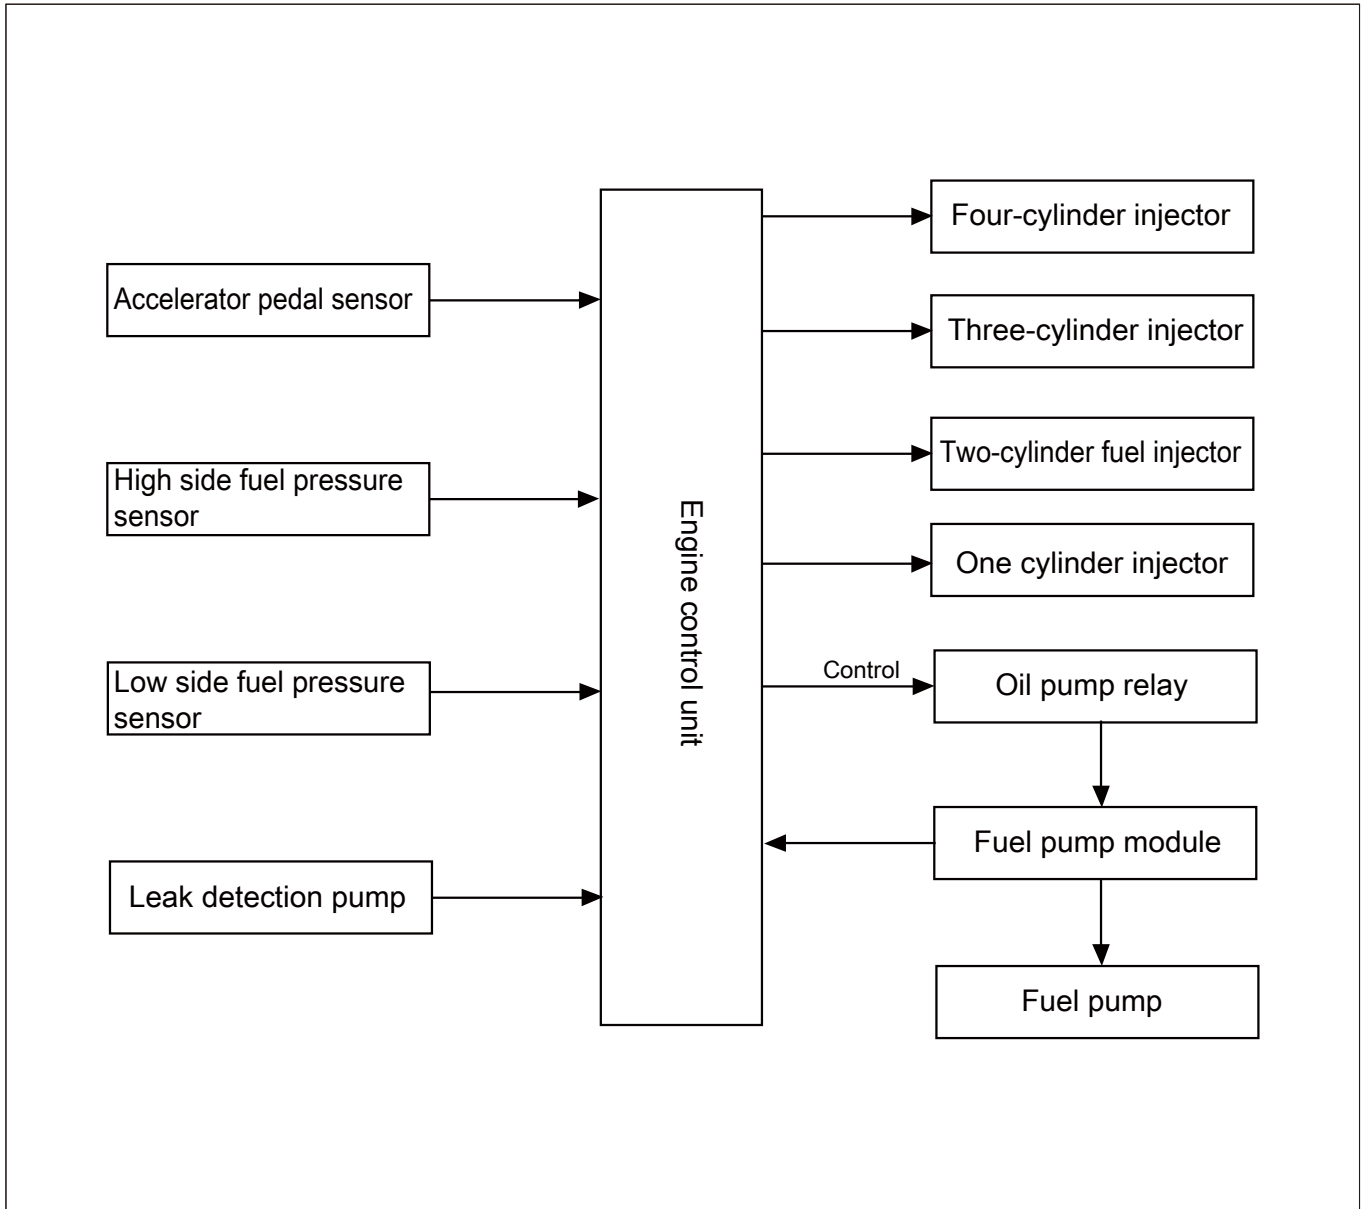 Four-cylinder injector
Accelerator pedal sensor
Three-cylinder injector
Two-cylinder fuel injector
High side fuel pressure
sensor
Engine control unit
One cylinder injector
Low side fuel pressure
sensor
Control
Oil pump relay
Fuel pump module
Leak detection pump
Fuel pump